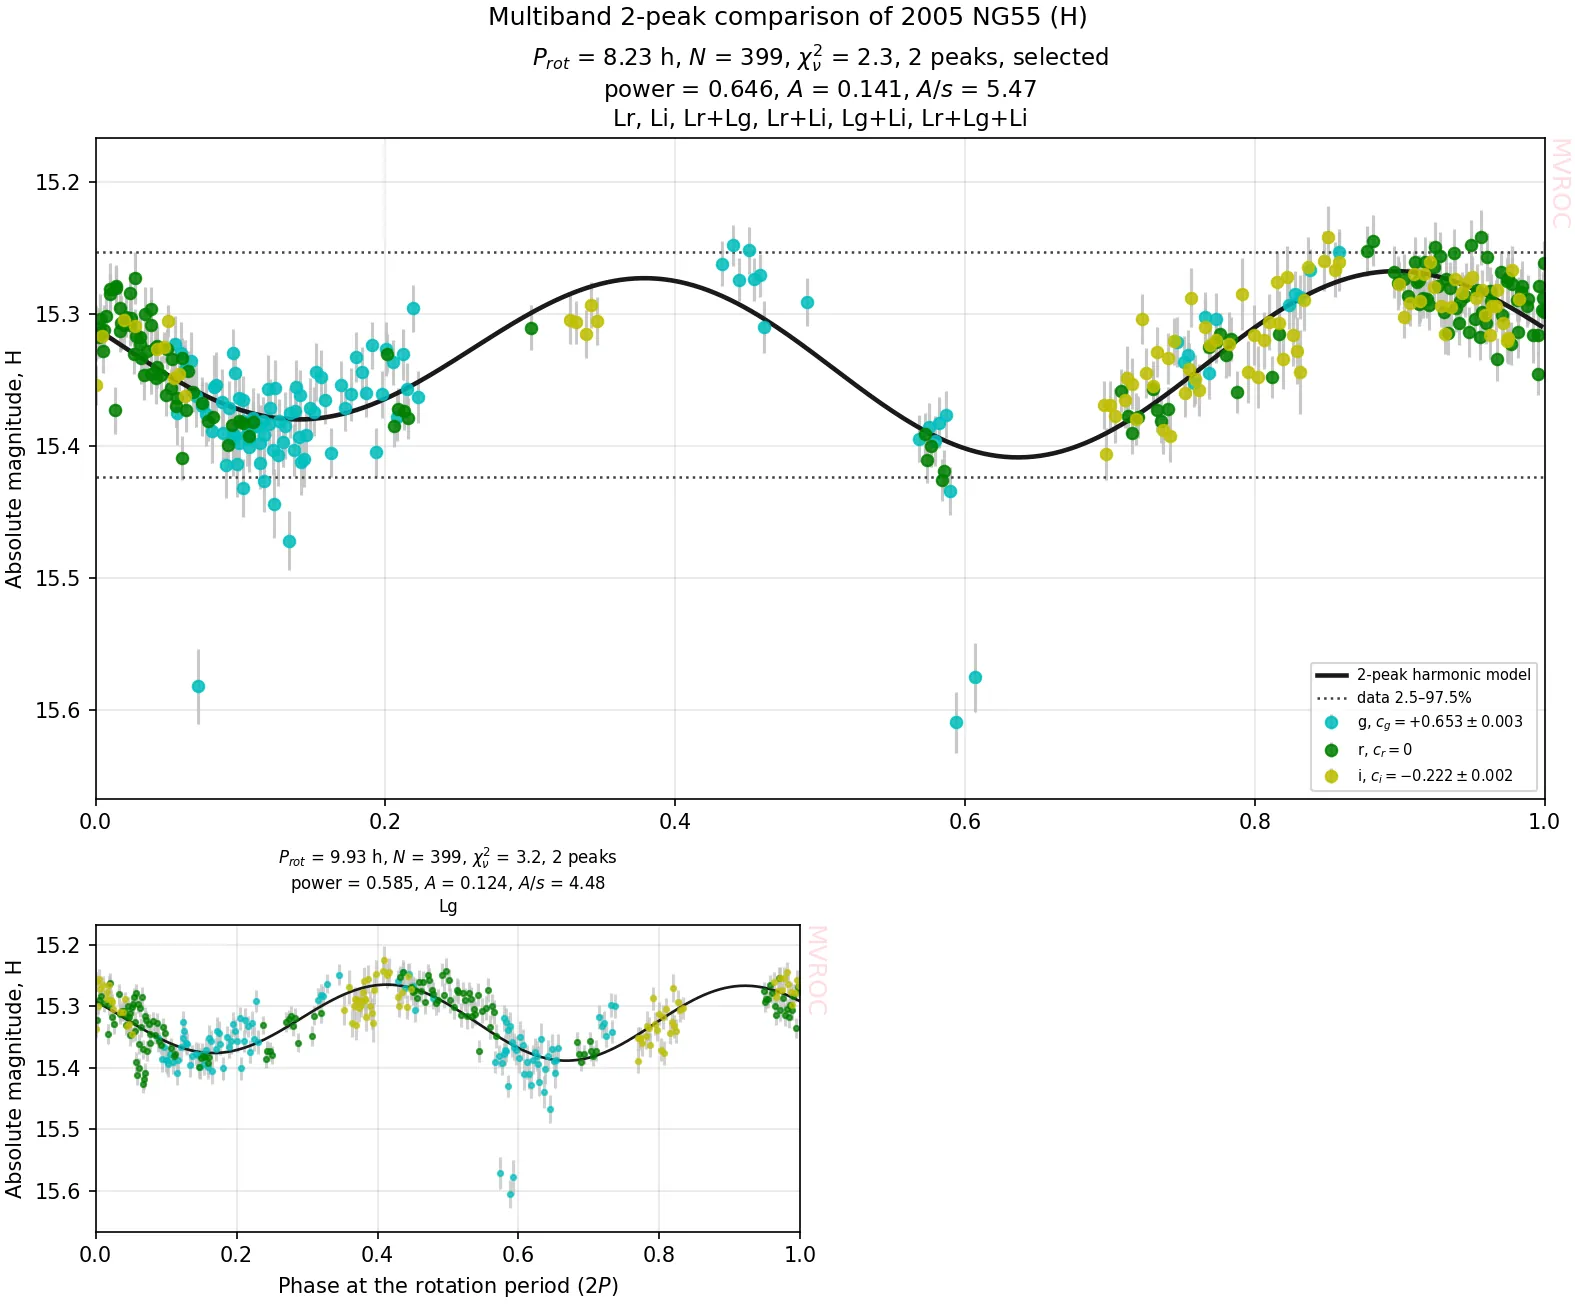 Multiband 2-peak comparison of 2005 NG55 (H)
P_rot = 8.23 h, N = 399, χ²_ν = 2.3, 2 peaks, selected
power = 0.646, A = 0.141, A/s = 5.47
Lr, Li, Lr+Lg, Lr+Li, Lg+Li, Lr+Lg+Li
MVROC
Absolute magnitude, H
15.2
15.3
15.4
15.5
15.6
2-peak harmonic model
data 2.5–97.5%
g, c_g = +0.653 ± 0.003
r, c_r = 0
i, c_i = −0.222 ± 0.002
0.0 0.2 0.4 0.6 0.8 1.0
P_rot = 9.93 h, N = 399, χ²_ν = 3.2, 2 peaks
power = 0.585, A = 0.124, A/s = 4.48
Lg
MVROC
Absolute magnitude, H
15.2
15.3
15.4
15.5
15.6
0.0 0.2 0.4 0.6 0.8 1.0
Phase at the rotation period (2P)